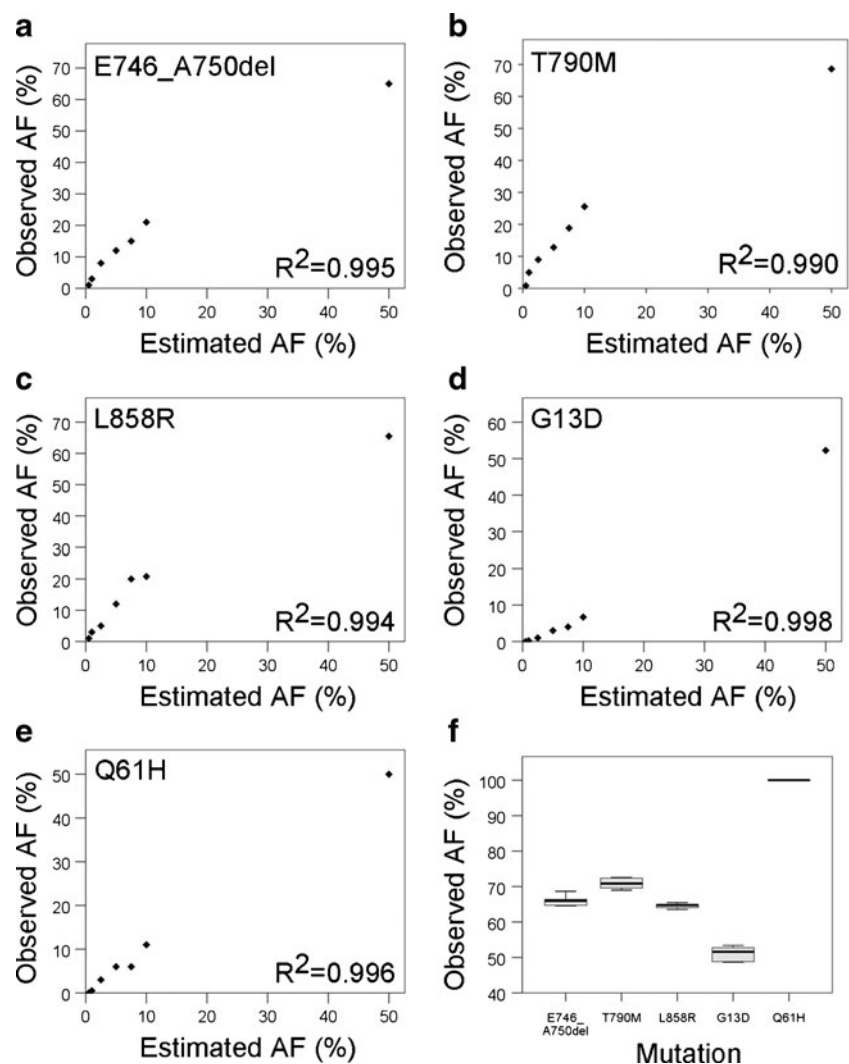 a
E746_A750del
Observed AF (%)
70
60
50
40
30
20
10
0
R2=0.995
0 10 20 30 40 50
Estimated AF (%)
b
T790M
Observed AF (%)
70
60
50
40
30
20
10
0
R2=0.990
0 10 20 30 40 50
Estimated AF (%)
c
L858R
Observed AF (%)
70
60
50
40
30
20
10
0
R2=0.994
0 10 20 30 40 50
Estimated AF (%)
d
G13D
Observed AF (%)
60
50
40
30
20
10
0
R2=0.998
0 10 20 30 40 50
Estimated AF (%)
e
Q61H
Observed AF (%)
50
40
30
20
10
0
R2=0.996
0 10 20 30 40 50
Estimated AF (%)
f
Observed AF (%)
100
90
80
70
60
50
40
E746_
A750del
T790M
L858R
G13D
Q61H
Mutation